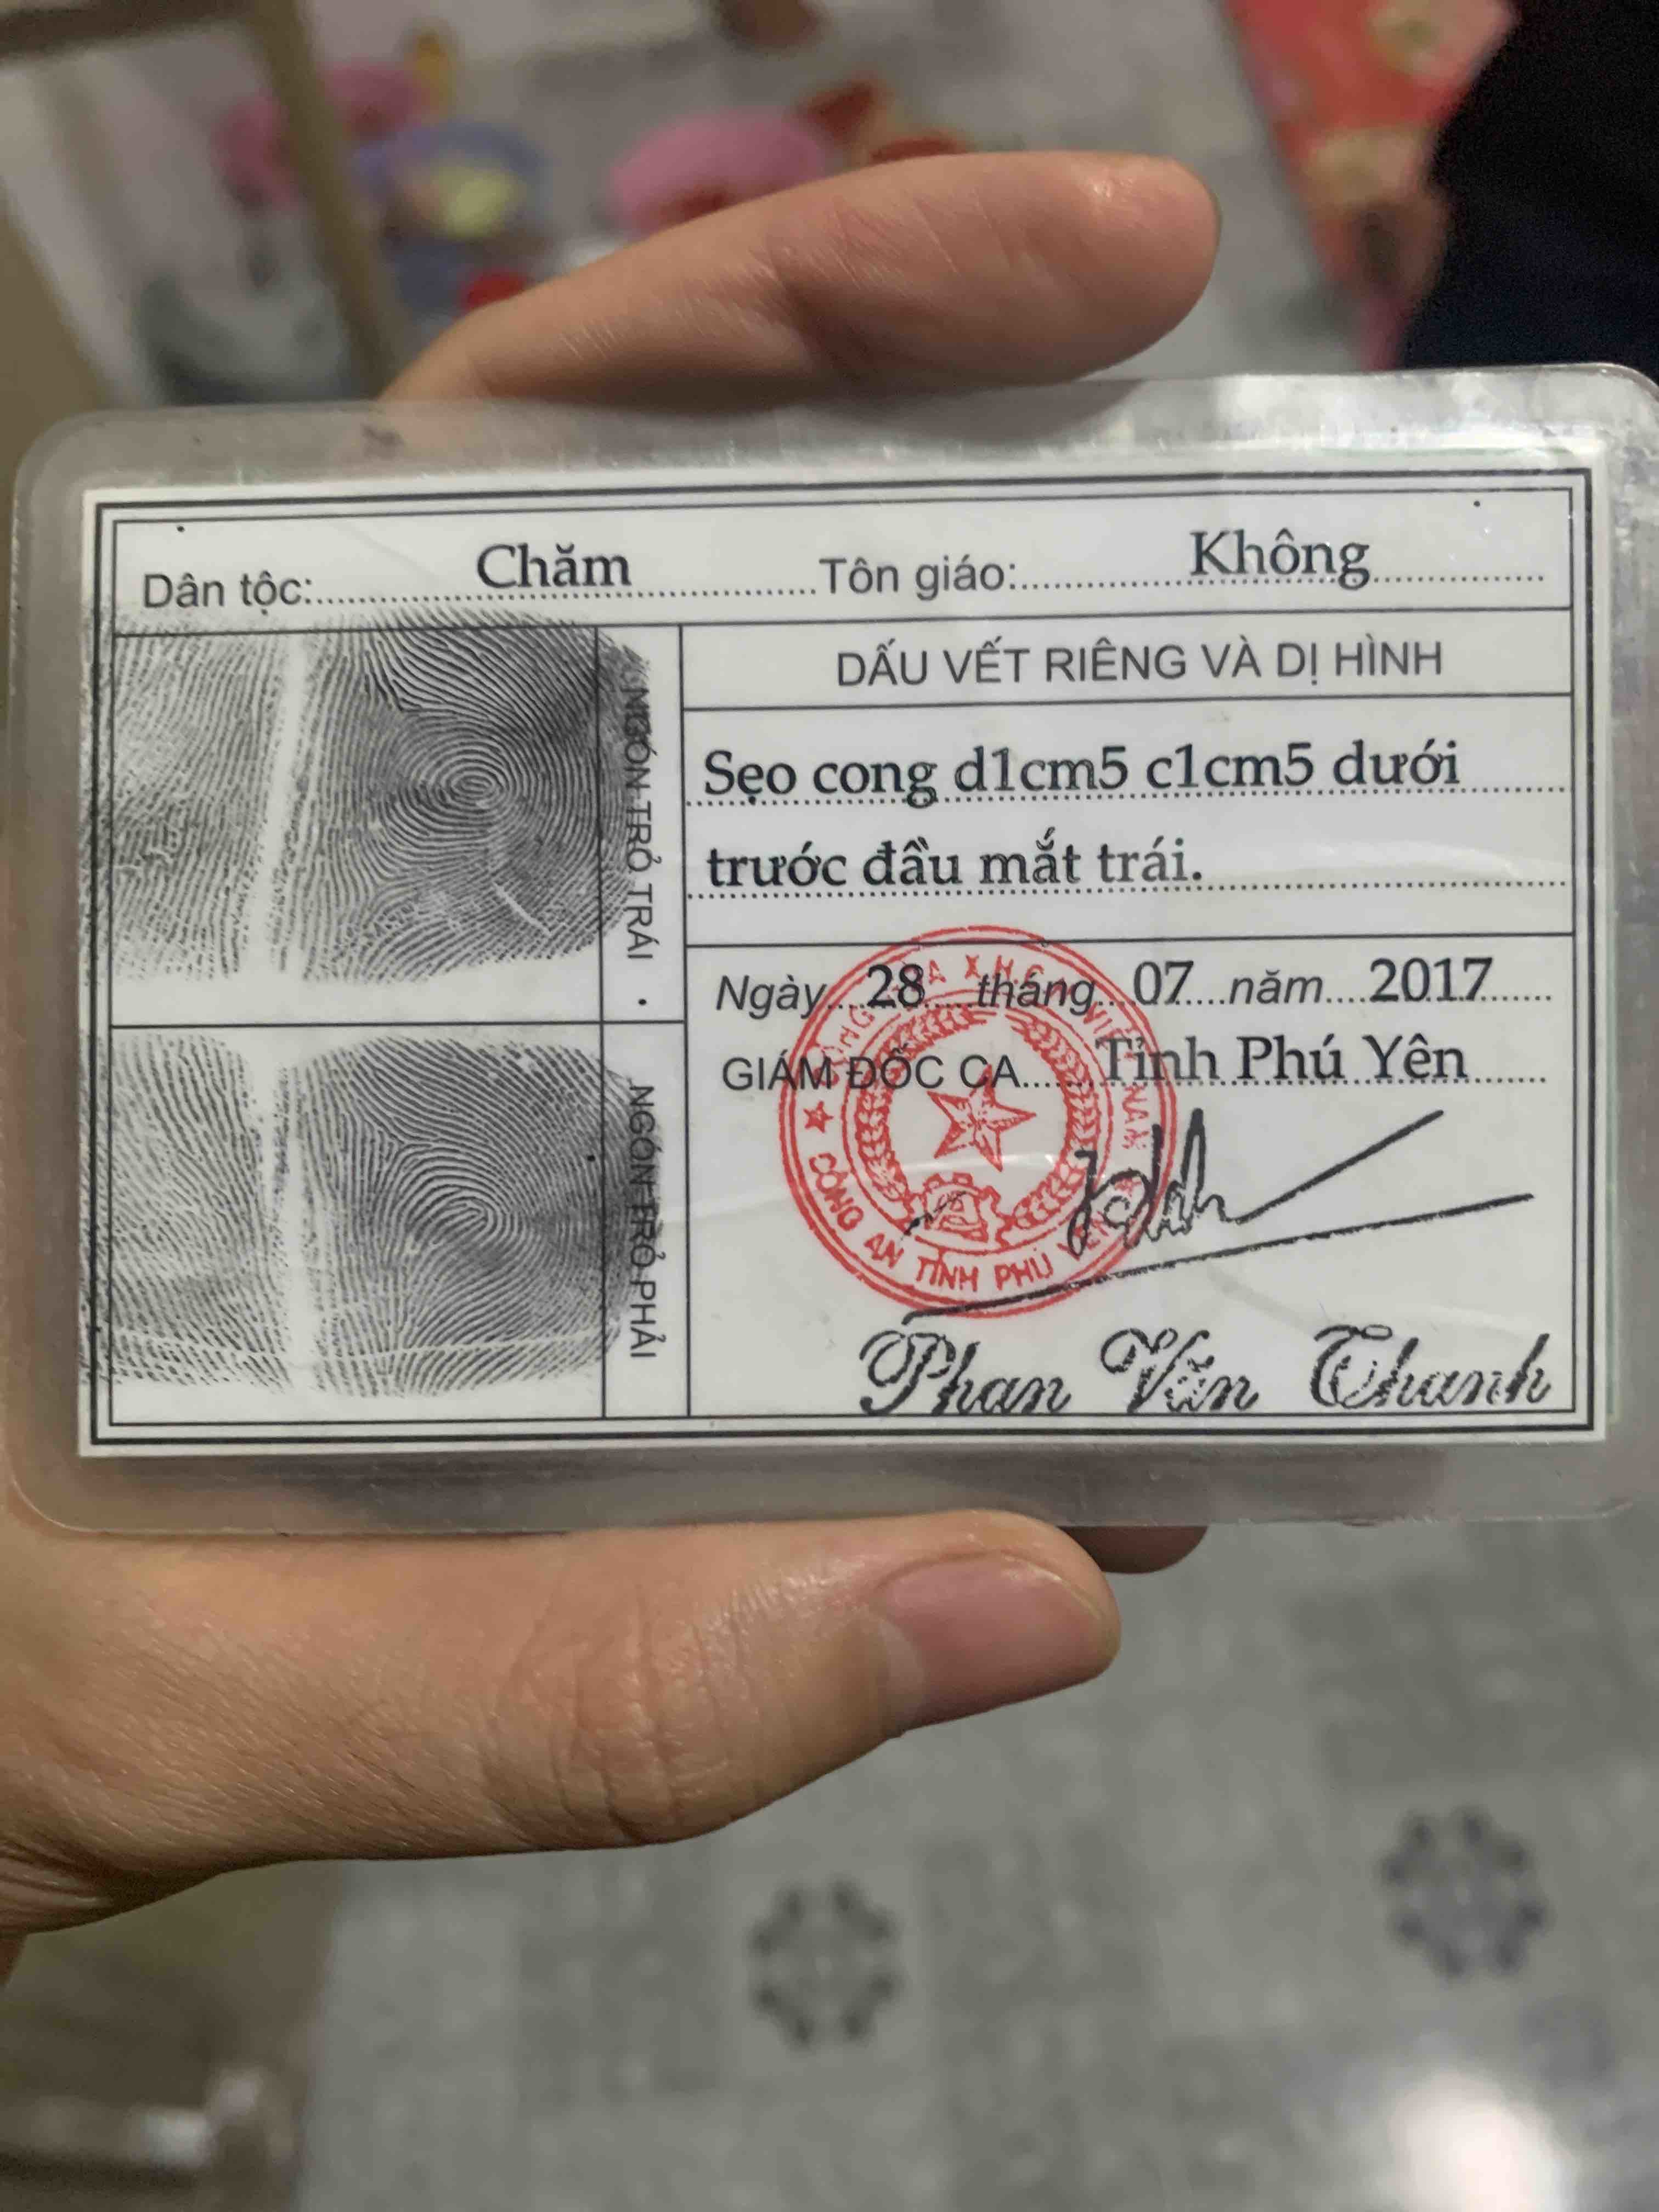 Dân tộc: Chăm Tôn giáo: Không
NGÓN TRỎ TRÁI
NGÓN TRỎ PHẢI
DẤU VẾT RIÊNG VÀ DỊ HÌNH
Sẹo cong d1cm5 c1cm5 dưới
trước đầu mắt trái.
Ngày 28 tháng 07 năm 2017
GIÁM ĐỐC CA Tỉnh Phú Yên
CÔNG AN TỈNH PHÚ YÊN
Phan Văn Thanh